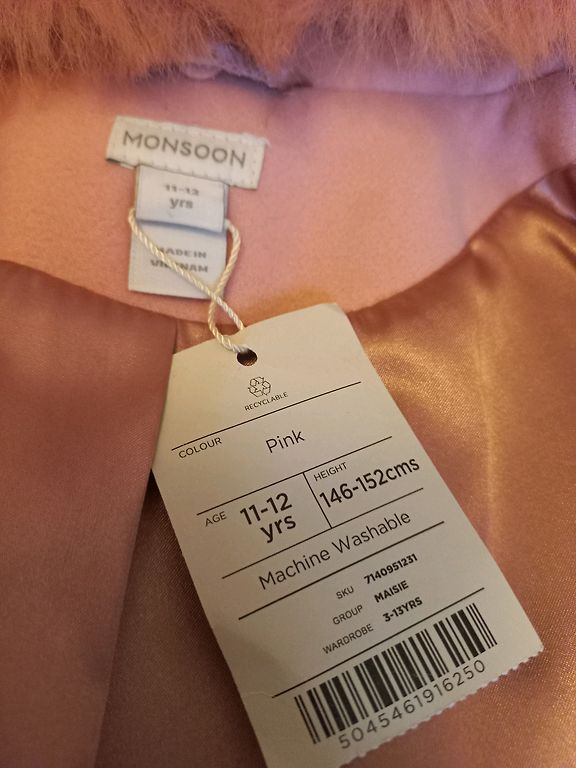 MONSOON
11-12
yrs
MADE IN
VIETNAM
RECYCLABLE
COLOUR Pink
AGE 11-12 yrs HEIGHT 146-152cms
Machine Washable
SKU 7140951231
GROUP MAISIE
WARDROBE 3-13YRS
5045461916250